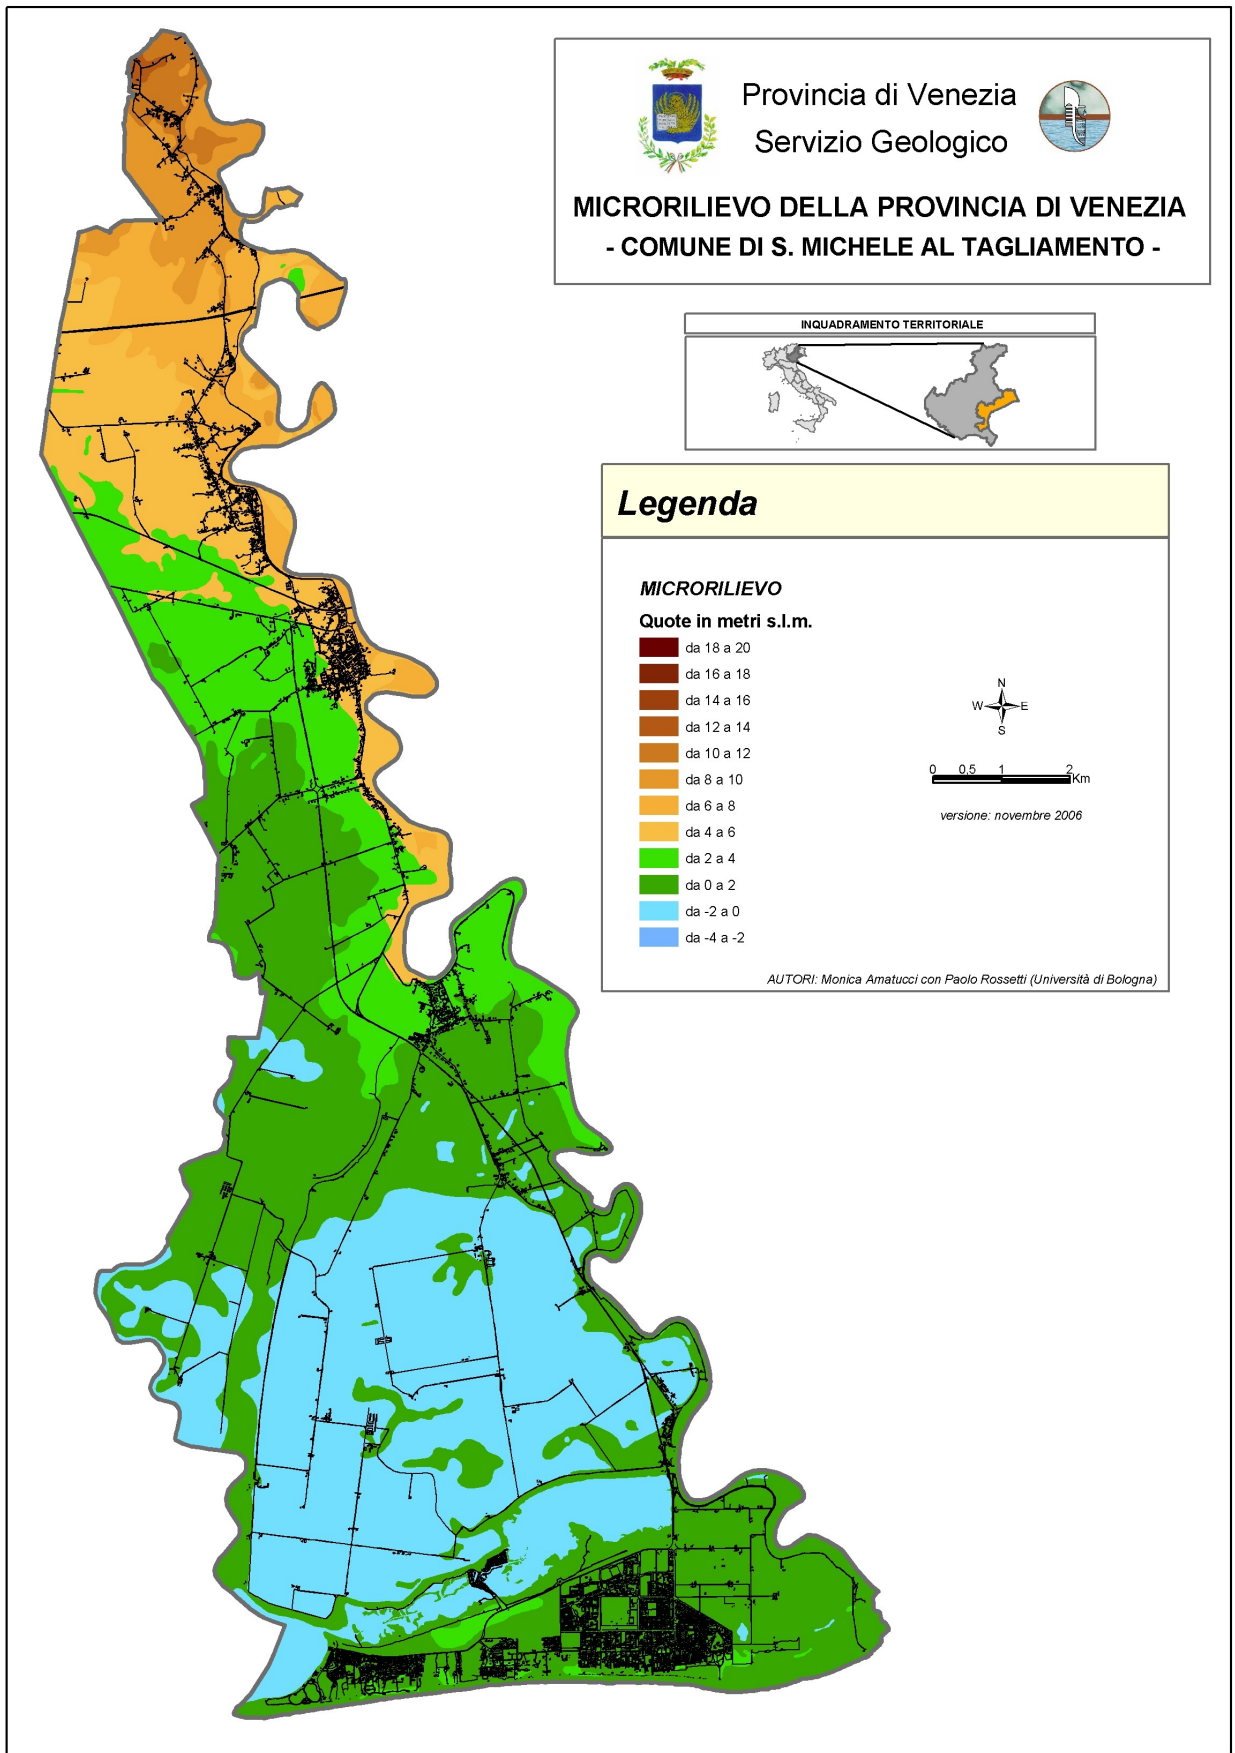 Provincia di Venezia
Servizio Geologico
MICRORILIEVO DELLA PROVINCIA DI VENEZIA
- COMUNE DI S. MICHELE AL TAGLIAMENTO -
INQUADRAMENTO TERRITORIALE
Legenda
MICRORILIEVO
Quote in metri s.l.m.
da 18 a 20
da 16 a 18
da 14 a 16
da 12 a 14
da 10 a 12
da 8 a 10
da 6 a 8
da 4 a 6
da 2 a 4
da 0 a 2
da -2 a 0
da -4 a -2
N
W E
S
0 0,5 1 2
Km
versione: novembre 2006
AUTORI: Monica Amatucci con Paolo Rossetti (Università di Bologna)